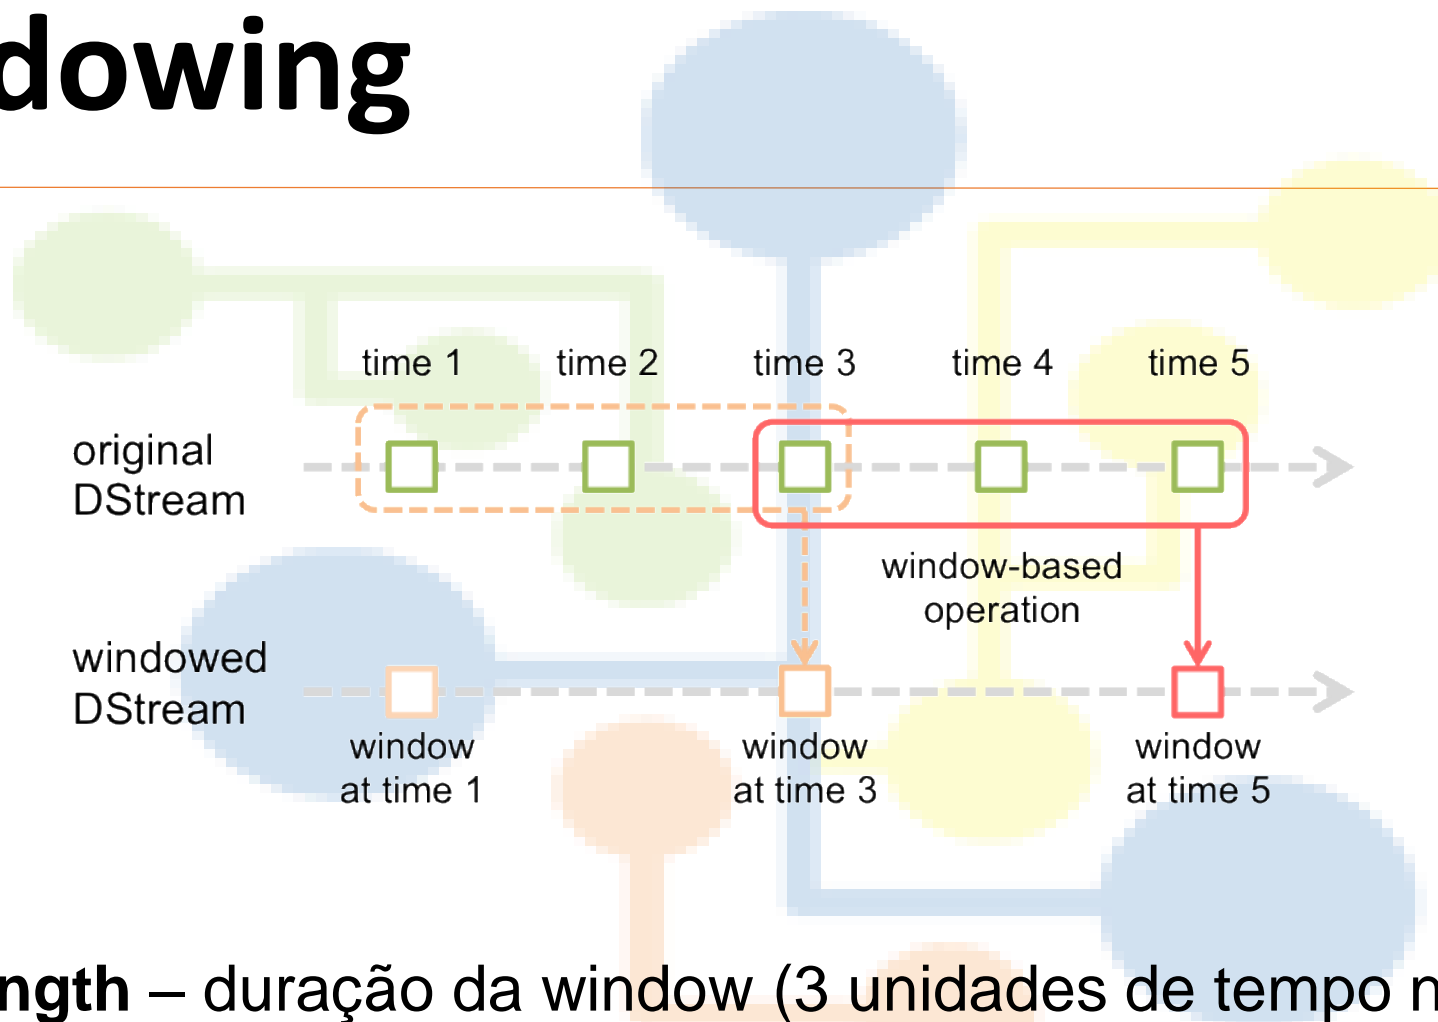 dowing
time 1 time 2 time 3 time 4 time 5
original
DStream
window-based
operation
windowed
DStream
window
at time 1
window
at time 3
window
at time 5
ngth – duração da window (3 unidades de tempo n